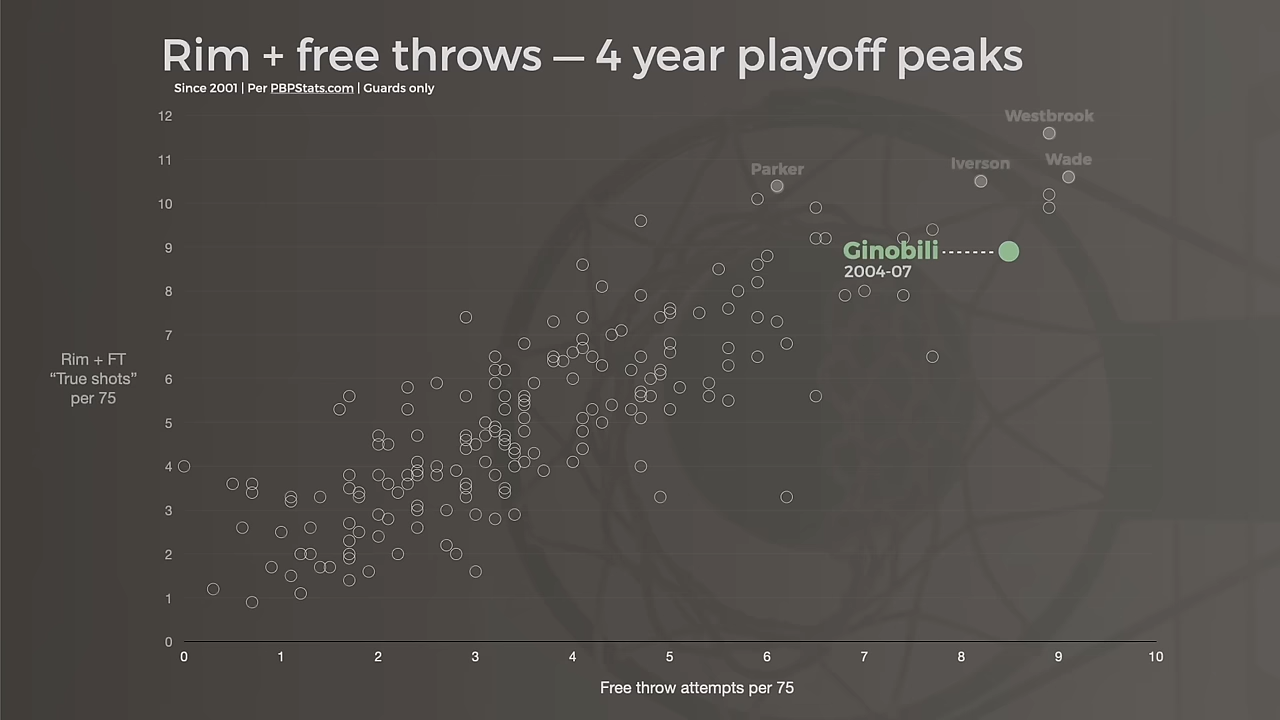 Rim + free throws — 4 year playoff peaks
Since 2001 | Per PBPStats.com | Guards only
12
11
10
9
8
7
6
5
4
3
2
1
0
Westbrook
Iverson
Wade
Parker
Ginobili
2004-07
Rim + FT
“True shots”
per 75
0 1 2 3 4 5 6 7 8 9 10
Free throw attempts per 75